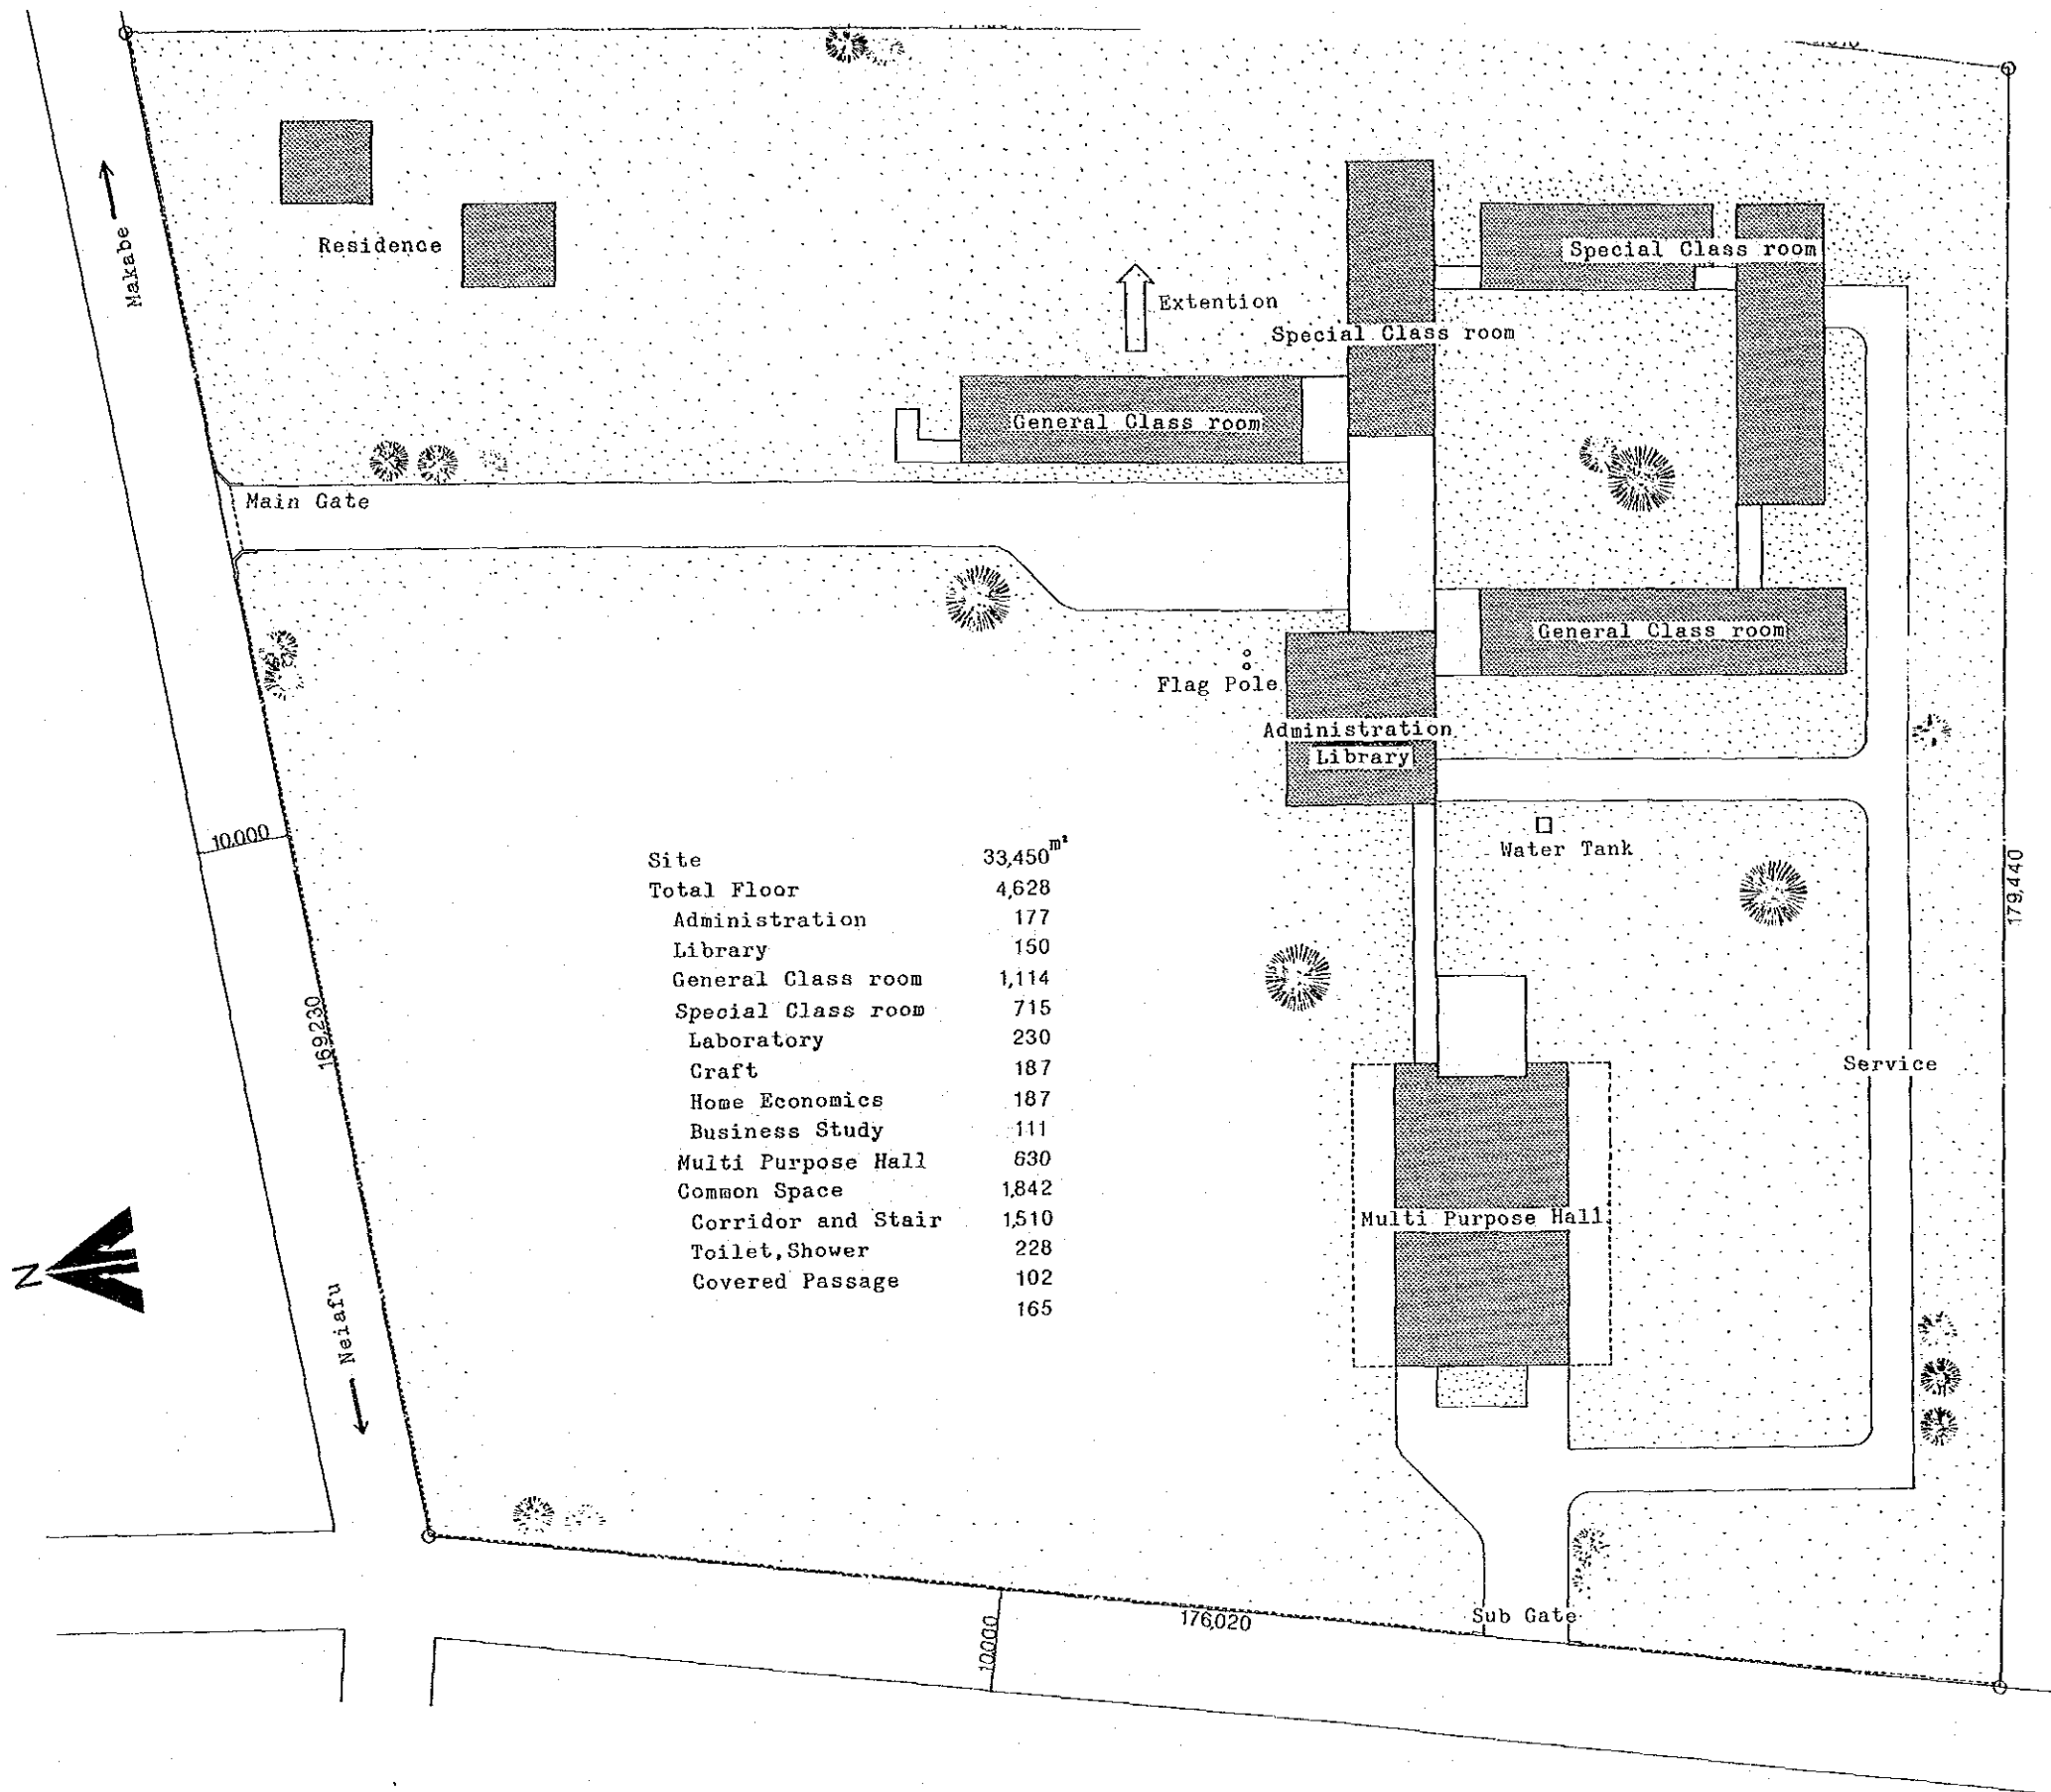 Makabe
Residence
Special Class room
Extention
Special Class room
General Class room
Main Gate
General Class room
Flag Pole
Administration
Library
10.000
Water Tank
179,440
Site 33,450 m²
Total Floor 4,628
Administration 177
Library 150
General Class room 1,114
Special Class room 715
Laboratory 230
Craft 187
Home Economics 187
Business Study 111
Multi Purpose Hall 630
Common Space 1,842
Corridor and Stair 1,510
Toilet,Shower 228
Covered Passage 102
165
169,230
Service
Multi Purpose Hall
N
Neiafu
Sub Gate
176,020
10.000